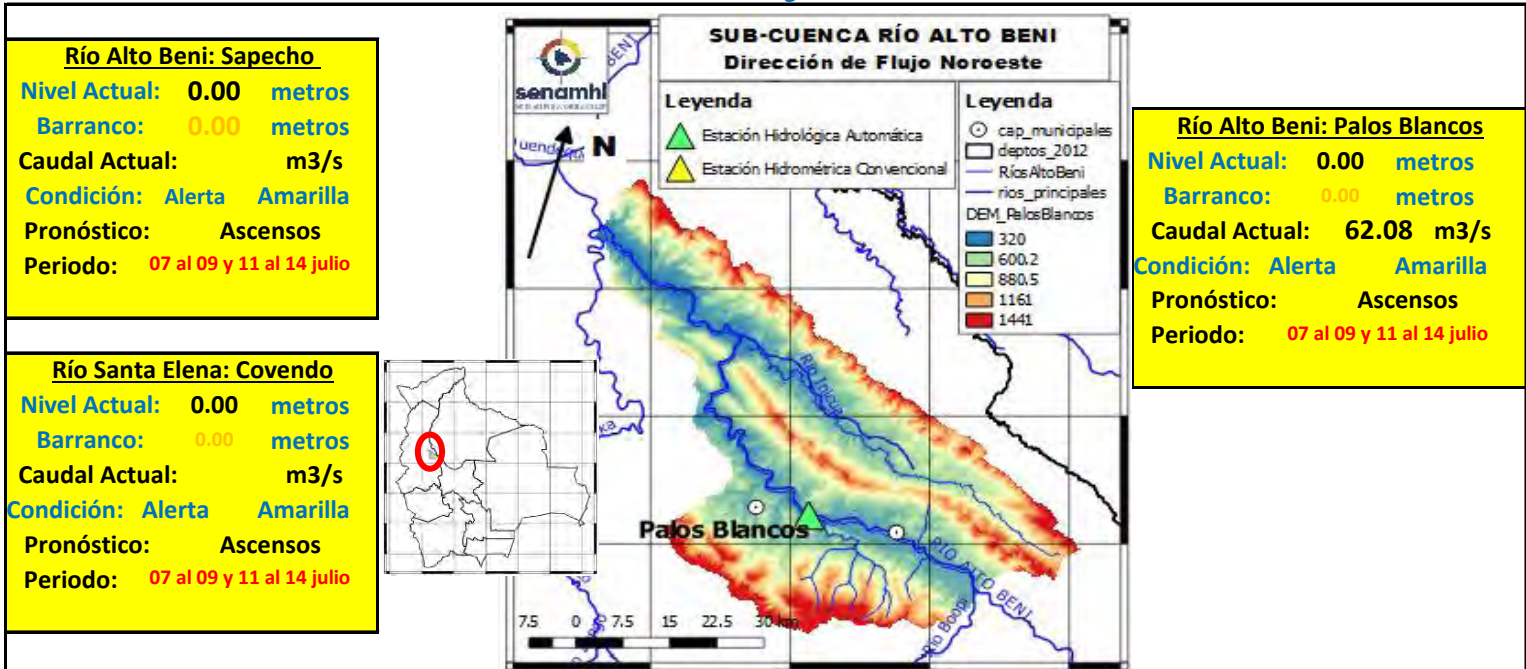 Río Alto Beni: Sapecho
Nivel Actual: 0.00 metros
Barranco: 0.00 metros
Caudal Actual: m3/s
Condición: Alerta Amarilla
Pronóstico: Ascensos
Periodo: 07 al 09 y 11 al 14 julio
Río Santa Elena: Covendo
Nivel Actual: 0.00 metros
Barranco: 0.00 metros
Caudal Actual: m3/s
Condición: Alerta Amarilla
Pronóstico: Ascensos
Periodo: 07 al 09 y 11 al 14 julio
senamhi
SUB-CUENCA RÍO ALTO BENI
Dirección de Flujo Noroeste
BENI
N
Leyenda
Estación Hidrológica Automática
Estación Hidrométrica Convencional
Leyenda
cap_municipales
deptos_2012
RíosAltoBeni
rios_principales
DEM_PalosBlancos
320
600.2
880.5
1161
1441
Río Inicua
Palos Blancos
RÍO ALTO BENI
Río Boopi
7.5 0 7.5 15 22.5 30 km
Río Alto Beni: Palos Blancos
Nivel Actual: 0.00 metros
Barranco: 0.00 metros
Caudal Actual: 62.08 m3/s
Condición: Alerta Amarilla
Pronóstico: Ascensos
Periodo: 07 al 09 y 11 al 14 julio